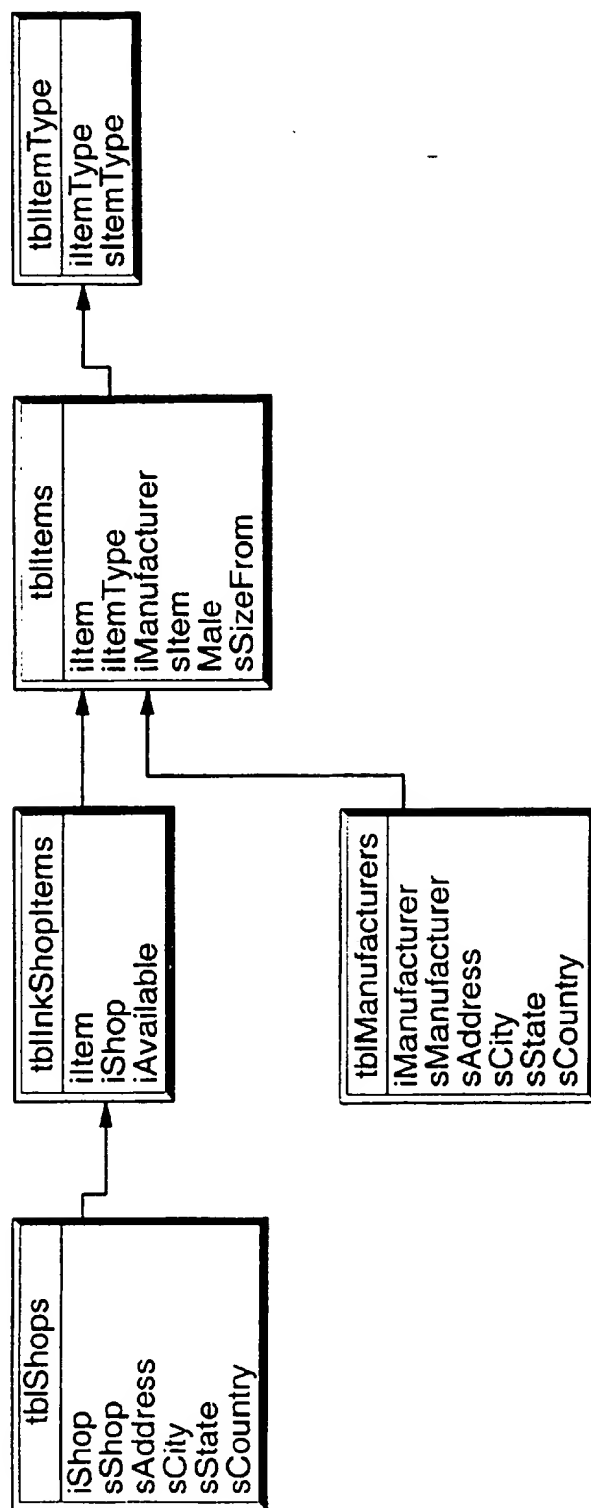 tblShops
iShop
sShop
sAddress
sCity
sState
sCountry
tblInkShopItems
iItem
iShop
iAvailable
tblManufacturers
iManufacturer
sManufacturer
sAddress
sCity
sState
sCountry
tblItems
iItem
iItemType
iManufacturer
sItem
Male
sSizeFrom
tblItemType
iItemType
sItemType